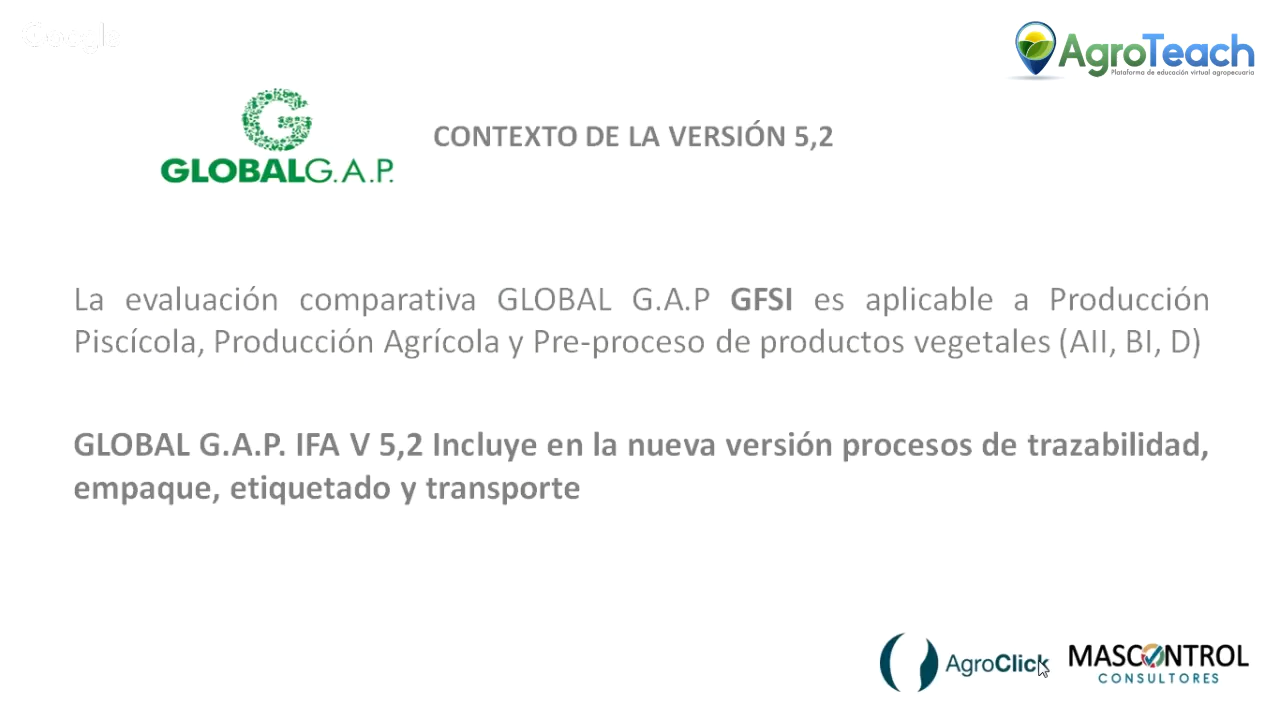 Google
AgroTeach
Plataforma de educación virtual agropecuaria
GLOBALG.A.P.
CONTEXTO DE LA VERSIÓN 5,2
La evaluación comparativa GLOBAL G.A.P GFSI es aplicable a Producción
Piscícola, Producción Agrícola y Pre-proceso de productos vegetales (AII, BI, D)
GLOBAL G.A.P. IFA V 5,2 Incluye en la nueva versión procesos de trazabilidad,
empaque, etiquetado y transporte
AgroClick
MASCONTROL
CONSULTORES